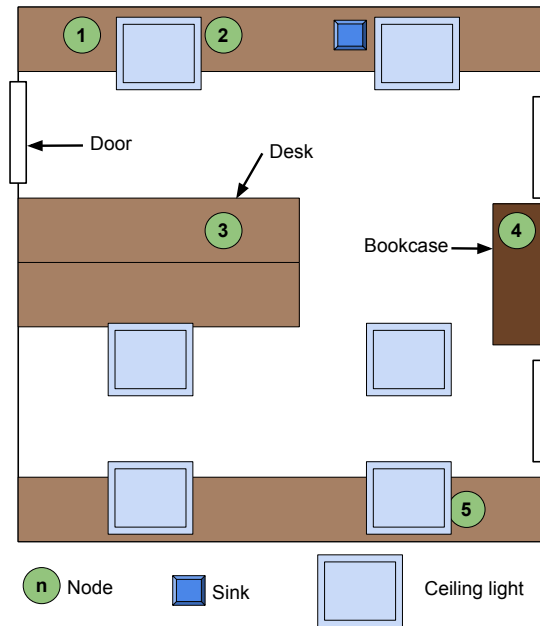 1
2
Door
Desk
3
4
Bookcase
5
n
Node
Sink
Ceiling light